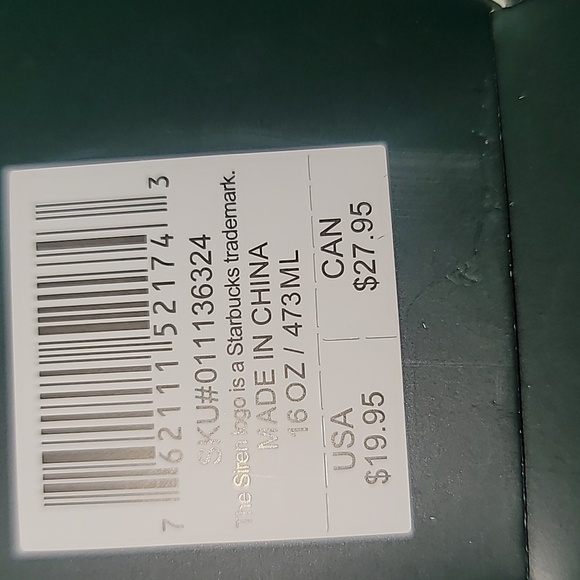 7 62111 52174 3
SKU#011136324
The Siren logo is a Starbucks trademark.
MADE IN CHINA
16 OZ / 473ML
USA CAN
$19.95 $27.95